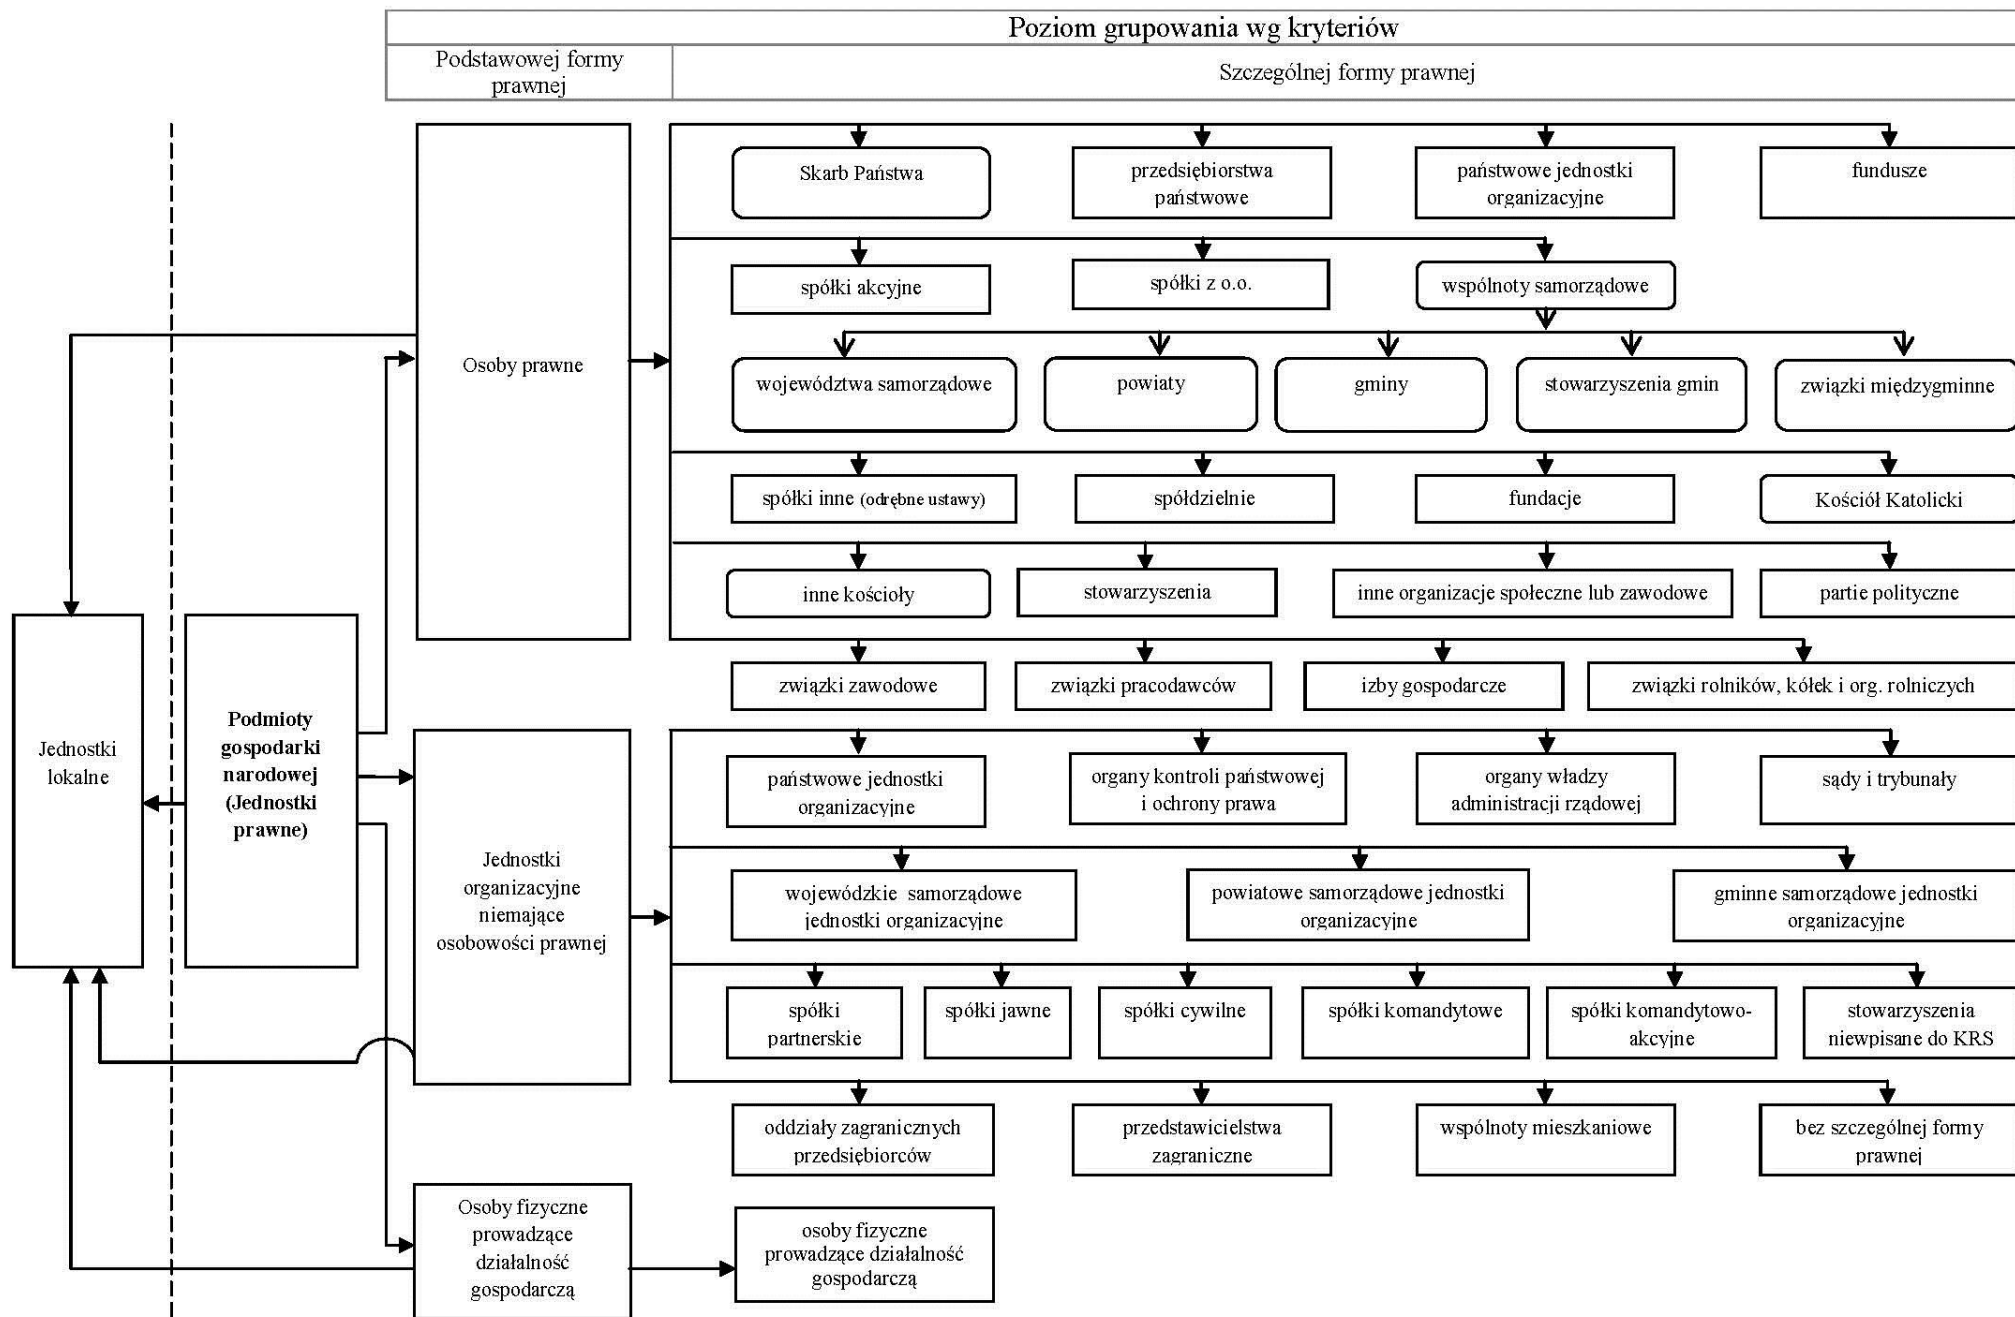 Poziom grupowania wg kryteriów
Podstawowej formy
prawnej
Szczególnej formy prawnej
Skarb Państwa
przedsiębiorstwa
państwowe
państwowe jednostki
organizacyjne
fundusze
spółki akcyjne
spółki z o.o.
wspólnoty samorządowe
Osoby prawne
województwa samorządowe
powiaty
gminy
stowarzyszenia gmin
związki międzygminne
spółki inne (odrębne ustawy)
spółdzielnie
fundacje
Kościół Katolicki
inne kościoły
stowarzyszenia
inne organizacje społeczne lub zawodowe
partie polityczne
związki zawodowe
związki pracodawców
izby gospodarcze
związki rolników, kółek i org. rolniczych
Jednostki
lokalne
Podmioty
gospodarki
narodowej
(Jednostki
prawne)
Jednostki
organizacyjne
niemające
osobowości prawnej
państwowe jednostki
organizacyjne
organy kontroli państwowej
i ochrony prawa
organy władzy
administracji rządowej
sądy i trybunały
wojewódzkie samorządowe
jednostki organizacyjne
powiatowe samorządowe jednostki
organizacyjne
gminne samorządowe jednostki
organizacyjne
spółki
partnerskie
spółki jawne
spółki cywilne
spółki komandytowe
spółki komandytowo-
akcyjne
stowarzyszenia
niewpisane do KRS
oddziały zagranicznych
przedsiębiorców
przedstawicielstwa
zagraniczne
wspólnoty mieszkaniowe
bez szczególnej formy
prawnej
Osoby fizyczne
prowadzące
działalność
gospodarczą
osoby fizyczne
prowadzące działalność
gospodarczą